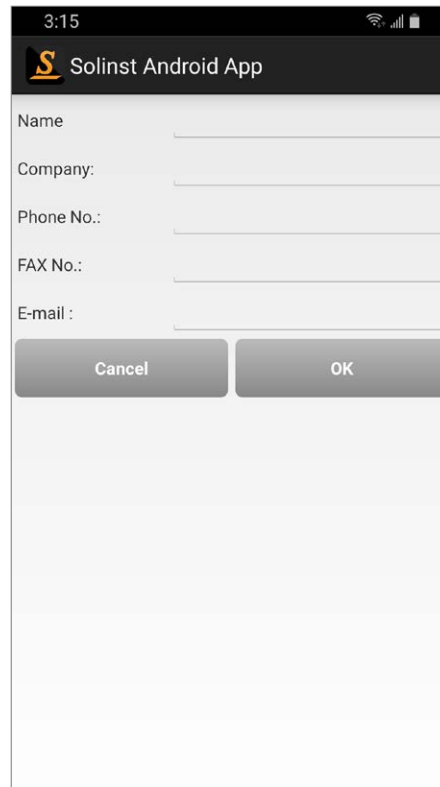 3:15
S Solinst Android App
Name
Company:
Phone No.:
FAX No.:
E-mail :
Cancel OK